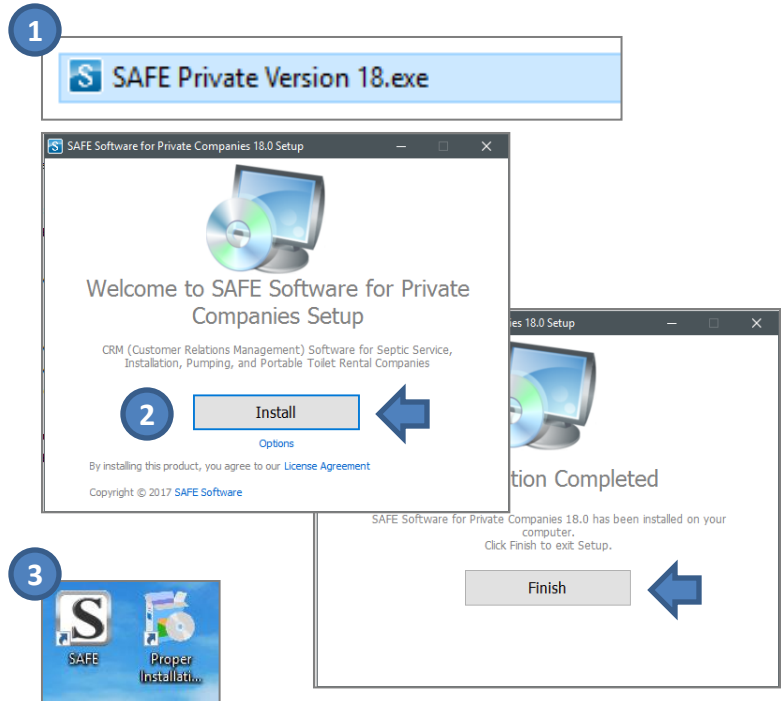 1
S SAFE Private Version 18.exe
S SAFE Software for Private Companies 18.0 Setup
Welcome to SAFE Software for Private
Companies Setup
CRM (Customer Relations Management) Software for Septic Service,
Installation, Pumping, and Portable Toilet Rental Companies
2
Install
Options
By installing this product, you agree to our License Agreement
Copyright © 2017 SAFE Software
ies 18.0 Setup
tion Completed
SAFE Software for Private Companies 18.0 has been installed on your
computer.
Click Finish to exit Setup.
Finish
3
S
SAFE
Proper
Installati...